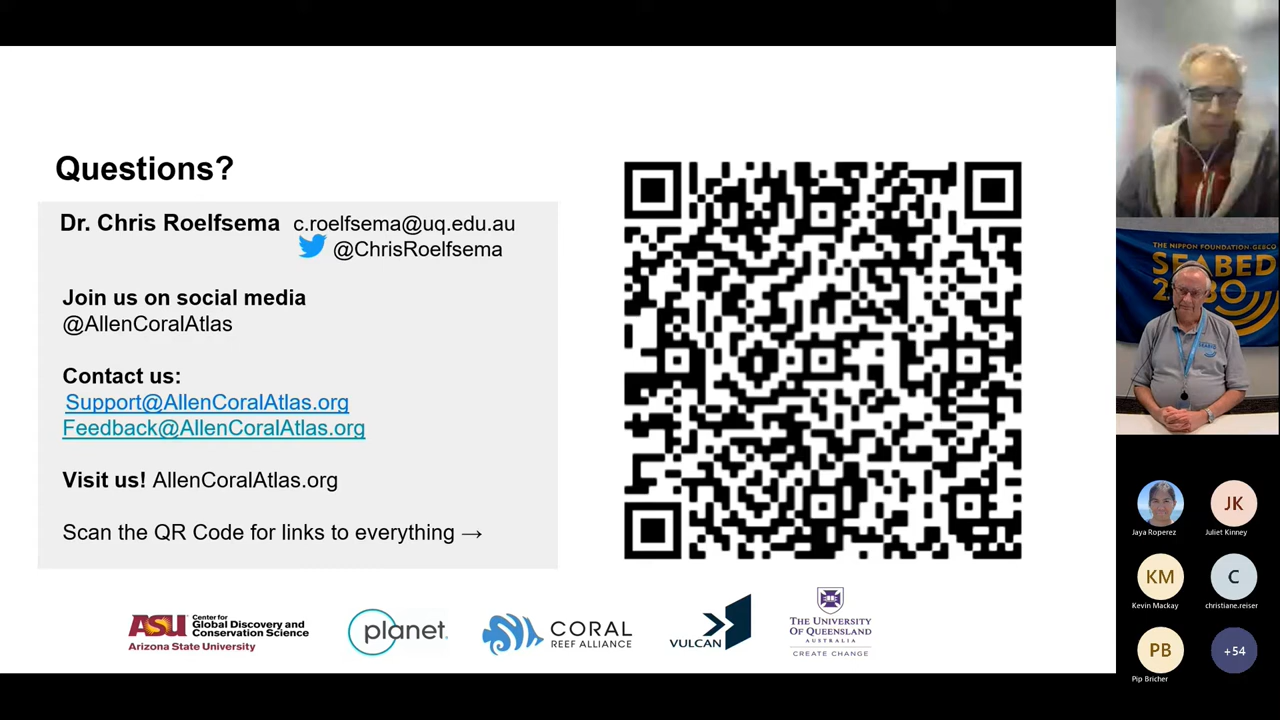 Questions?
Dr. Chris Roelfsema c.roelfsema@uq.edu.au
@ChrisRoelfsema
Join us on social media
@AllenCoralAtlas
Contact us:
Support@AllenCoralAtlas.org
Feedback@AllenCoralAtlas.org
Visit us! AllenCoralAtlas.org
Scan the QR Code for links to everything →
ASU Center for
Global Discovery and
Conservation Science
Arizona State University
planet.
CORAL
REEF ALLIANCE
VULCAN
THE UNIVERSITY
OF QUEENSLAND
AUSTRALIA
CREATE CHANGE
THE NIPPON FOUNDATION-GEBCO
SEABED
Jaya Roperez
JK
Juliet Kinney
KM
Kevin Mackay
C
christiane.reiser
PB
Pip Bricher
+54